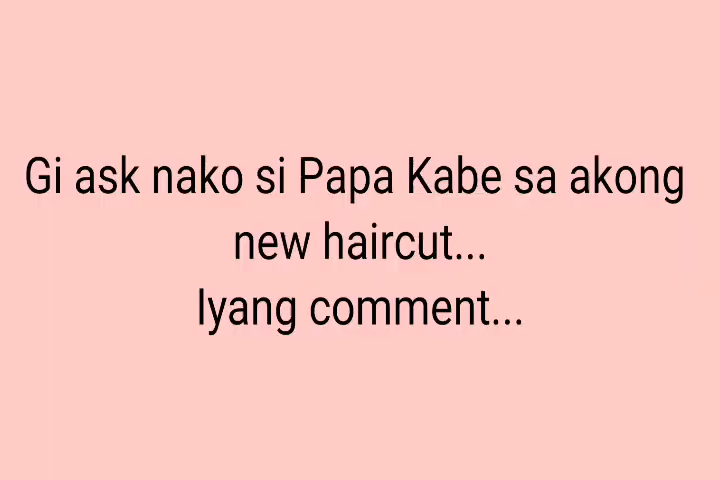 Gi ask nako si Papa Kabe sa akong
new haircut...
Iyang comment...